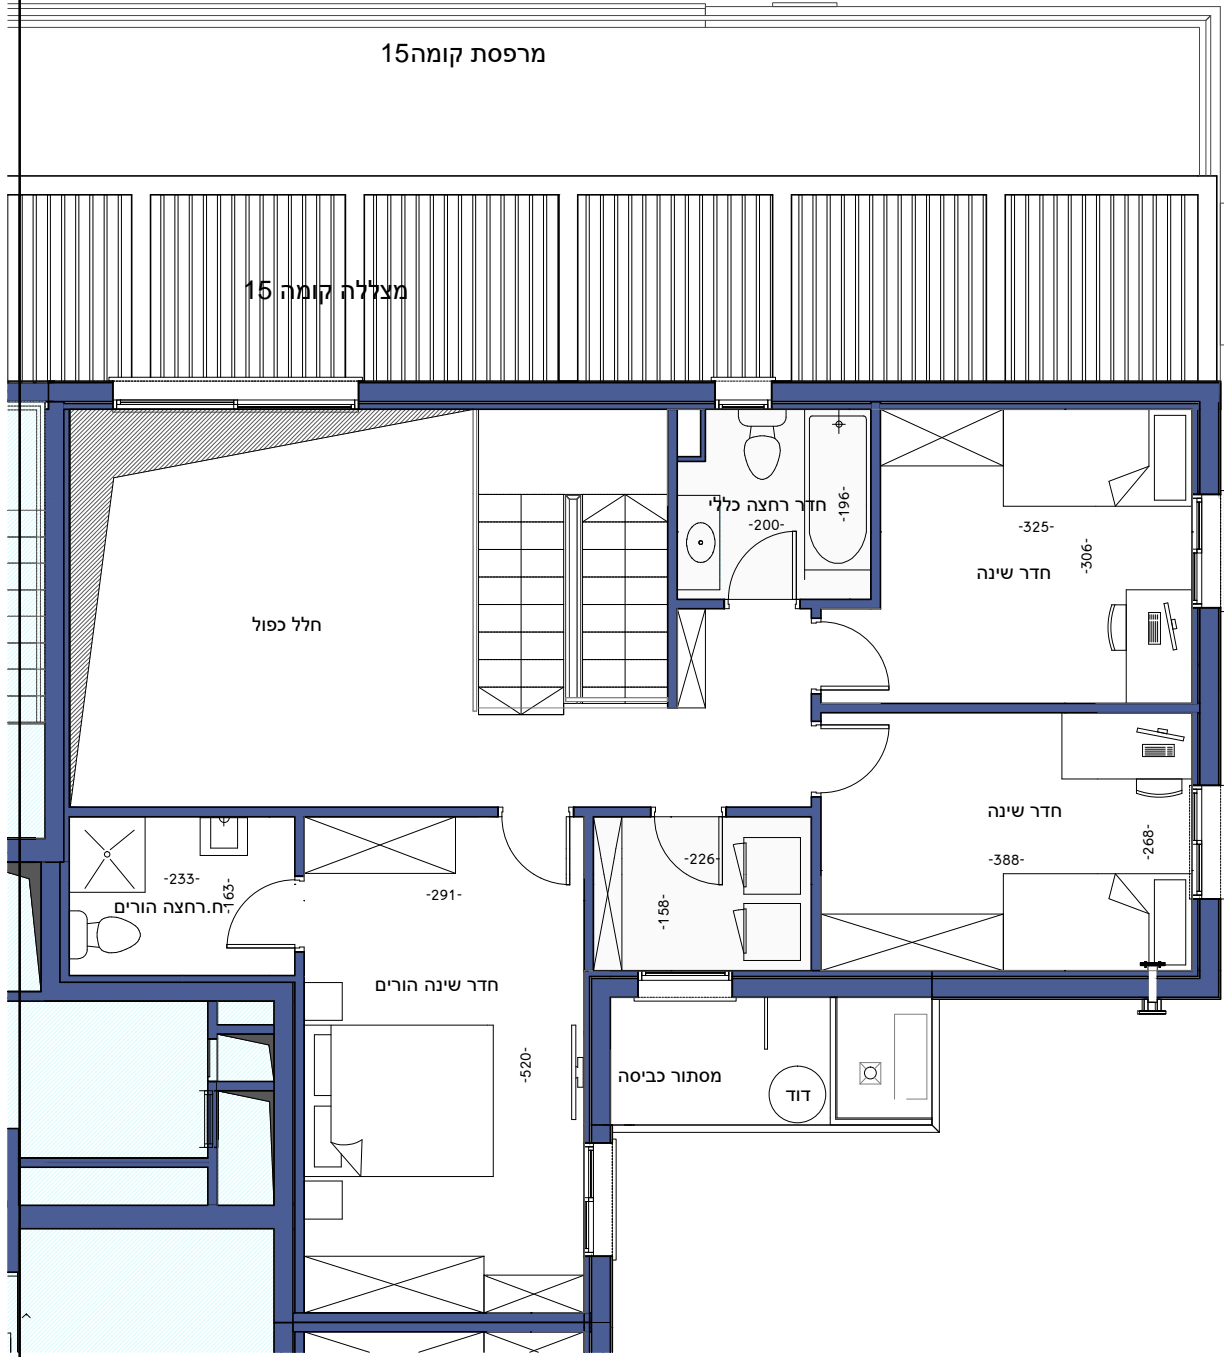 מרפסת קומה15
מצללה קומה 15
חדר רחצה כללי
-200-
-196-
-325-
-306-
חדר שינה
חלל כפול
חדר שינה
-388-
-268-
-226-
-158-
-233-
-163-
ח.רחצה הורים
-291-
חדר שינה הורים
-520-
מסתור כביסה
דוד